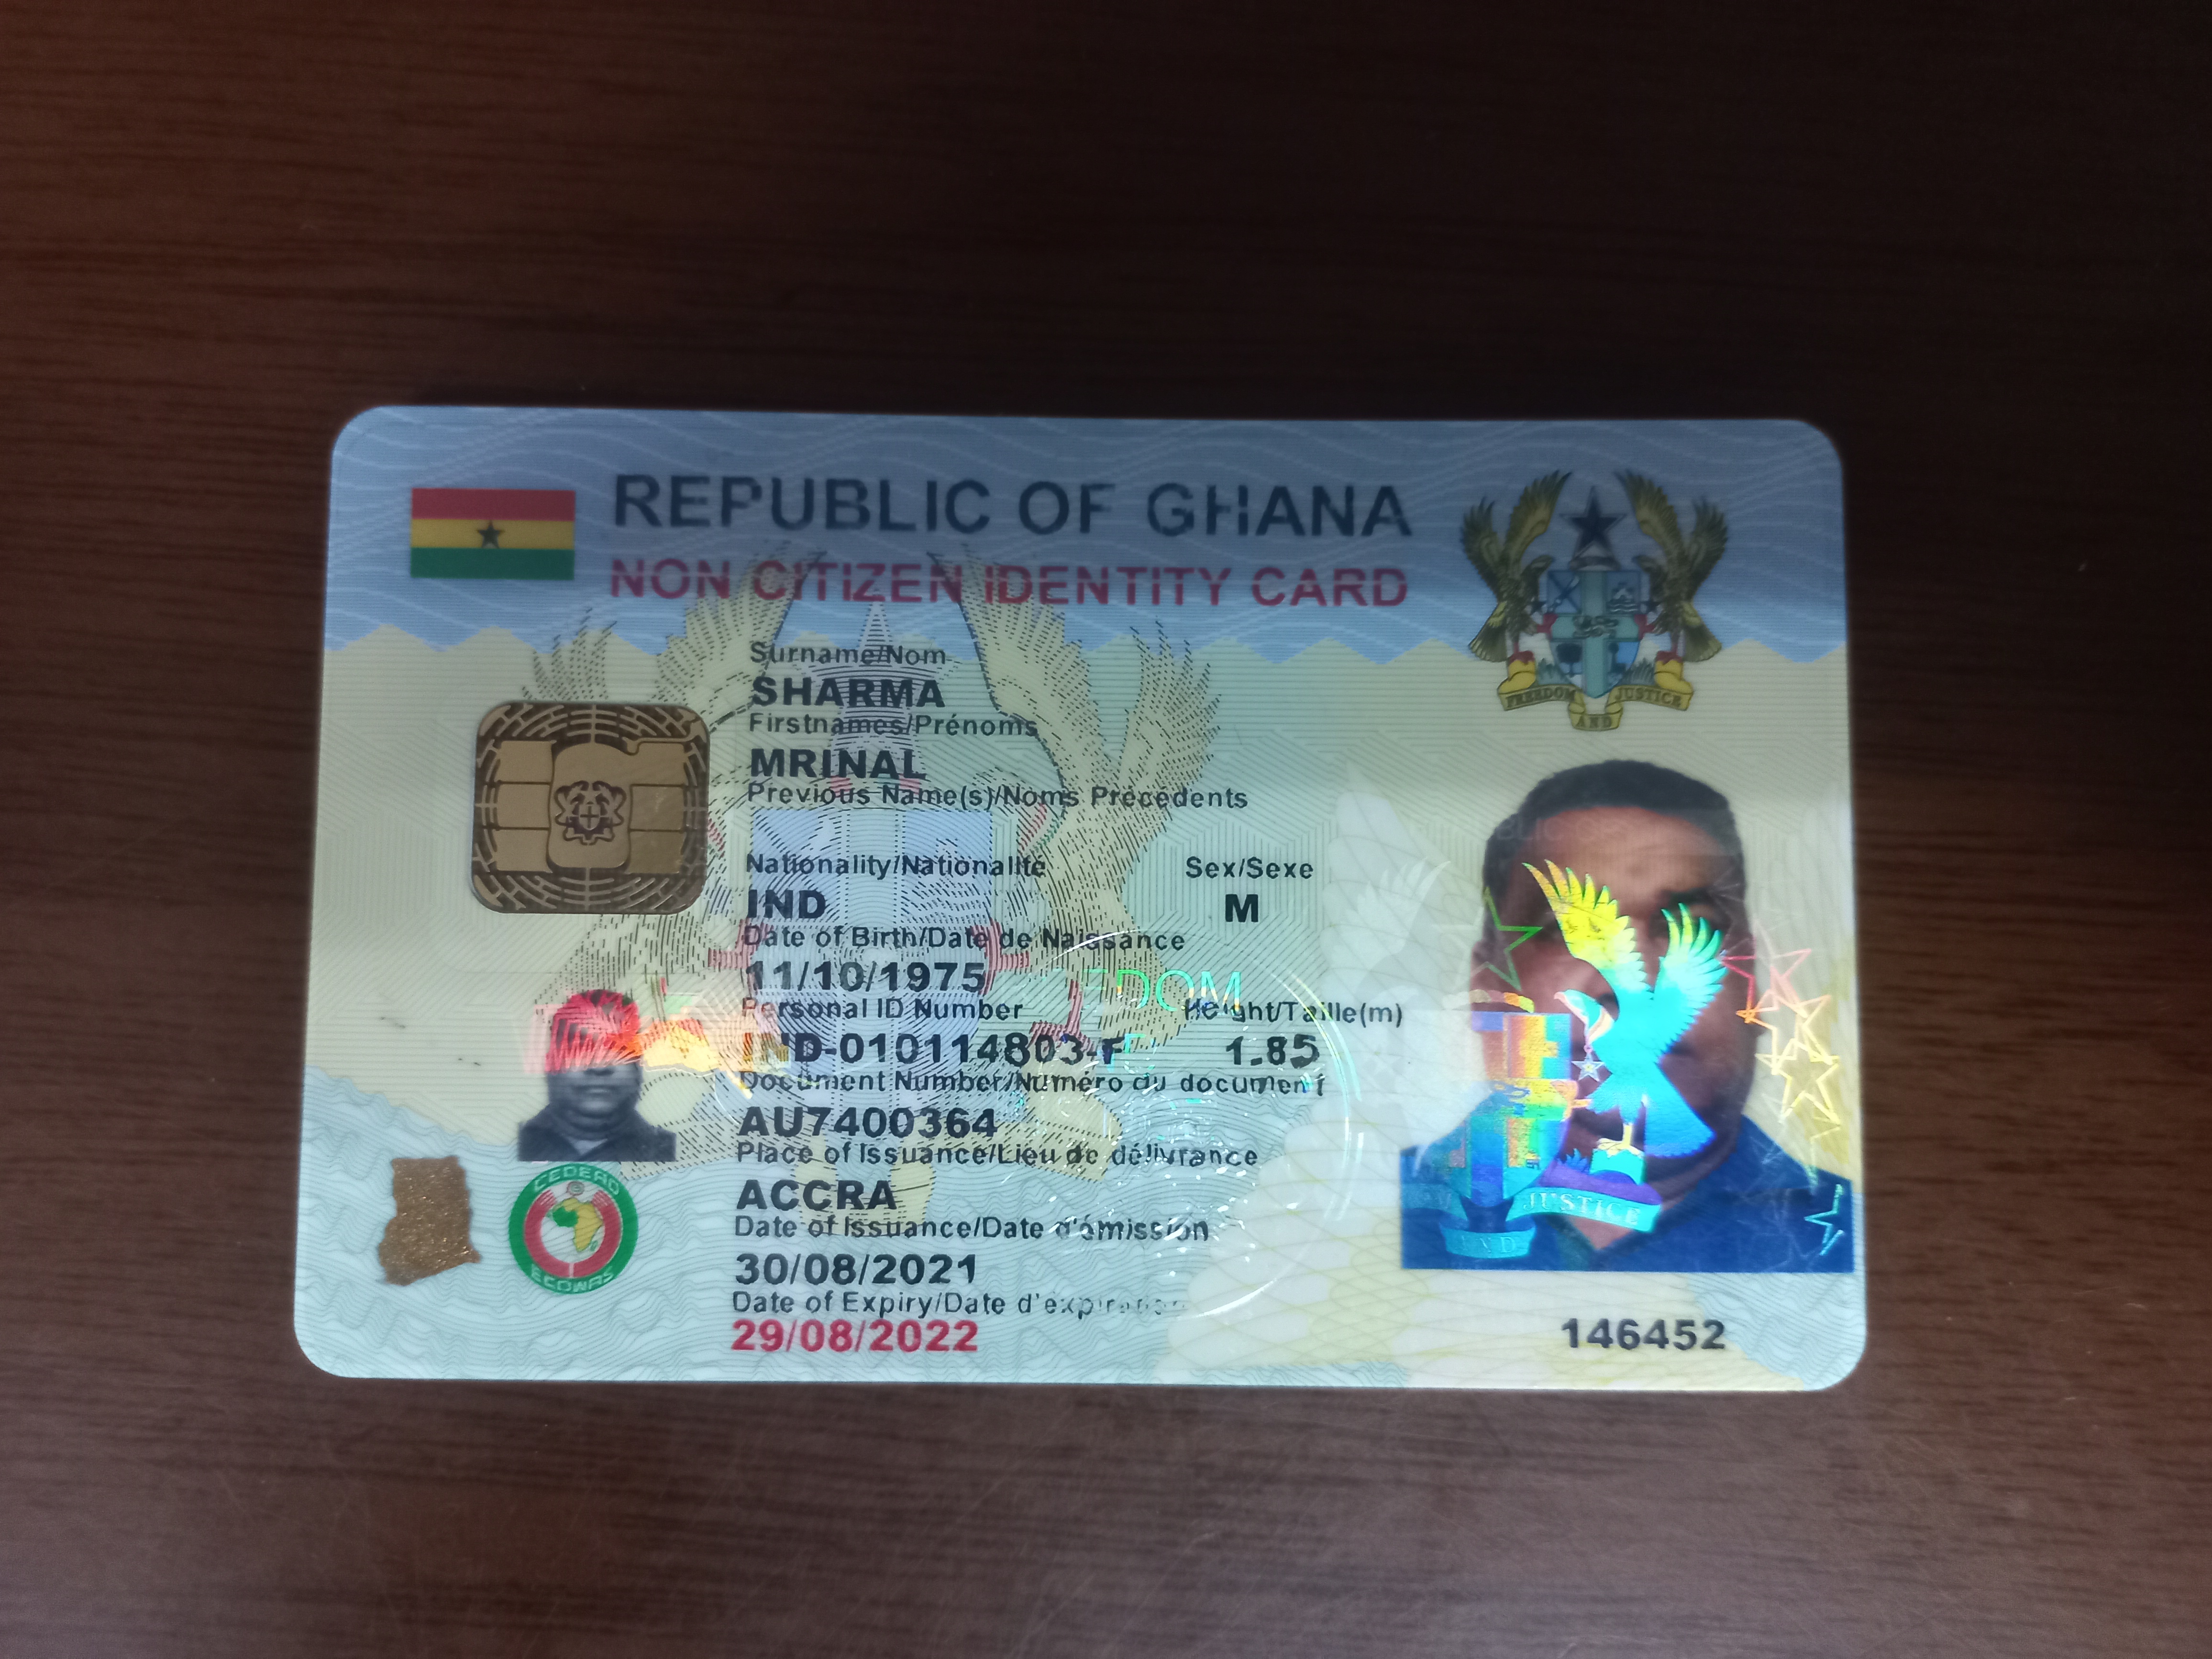 REPUBLIC OF GHANA
NON CITIZEN IDENTITY CARD
Surname/Nom
SHARMA
Firstnames/Prénoms
MRINAL
Previous Name(s)/Noms Précédents
Nationality/Nationalité
Sex/Sexe
IND
M
Date of Birth/Date de Naissance
11/10/1975
Personal ID Number
Height/Taille(m)
1.85
Document Number/Numéro du document
AU7400364
Place of Issuance/Lieu de délivrance
ACCRA
Date of Issuance/Date d'émission
30/08/2021
Date of Expiry/Date d'expiration
29/08/2022
146452
CEDEAO
ECOWAS
FREEDOM AND JUSTICE
AND JUSTICE